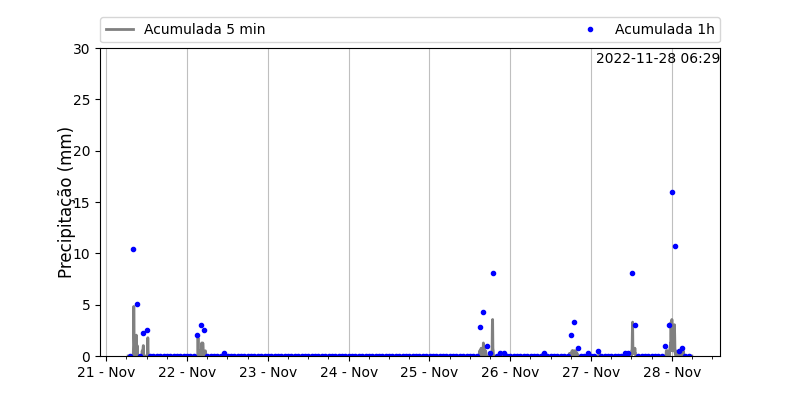 Acumulada 5 min Acumulada 1h
2022-11-28 06:29
Precipitação (mm)
30
25
20
15
10
5
0
21 - Nov 22 - Nov 23 - Nov 24 - Nov 25 - Nov 26 - Nov 27 - Nov 28 - Nov